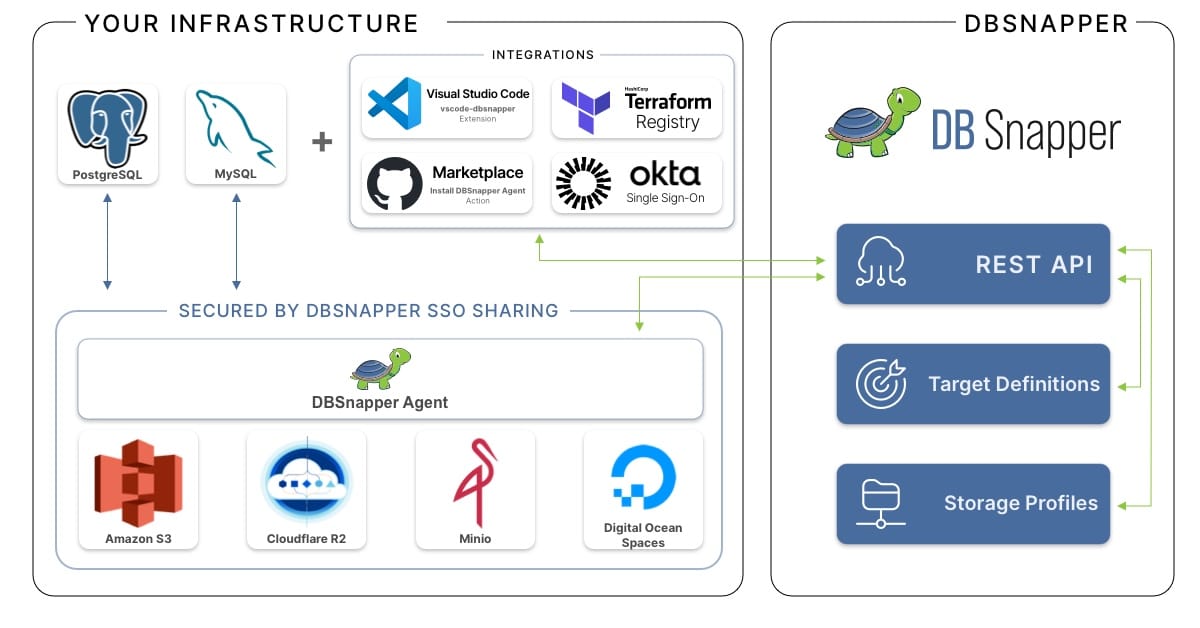 YOUR INFRASTRUCTURE
DBSNAPPER
INTEGRATIONS
Visual Studio Code
vscode-dbsnapper
Extension
HashiCorp
Terraform
Registry
PostgreSQL
MySQL
+
Marketplace
Install DBSnapper Agent
Action
okta
Single Sign-On
DB Snapper
REST API
SECURED BY DBSNAPPER SSO SHARING
DBSnapper Agent
Target Definitions
Amazon S3
Cloudflare R2
Minio
Digital Ocean
Spaces
Storage Profiles